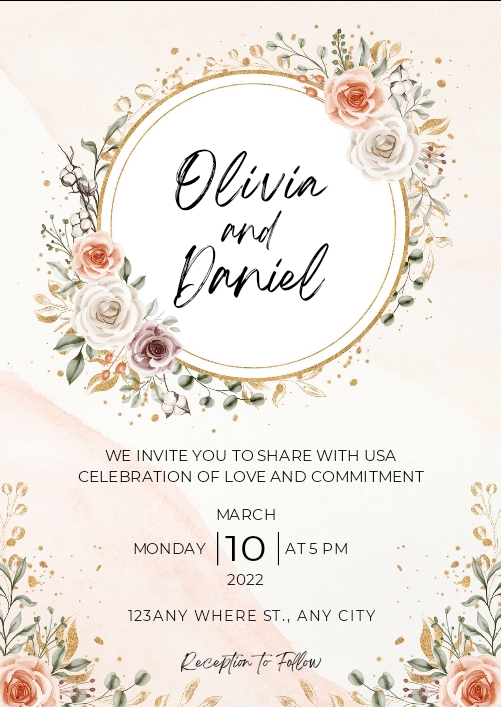 Olivia
and
Daniel
WE INVITE YOU TO SHARE WITH USA
CELEBRATION OF LOVE AND COMMITMENT
MARCH
MONDAY 10 AT 5 PM
2022
123ANY WHERE ST., ANY CITY
Reception to Follow